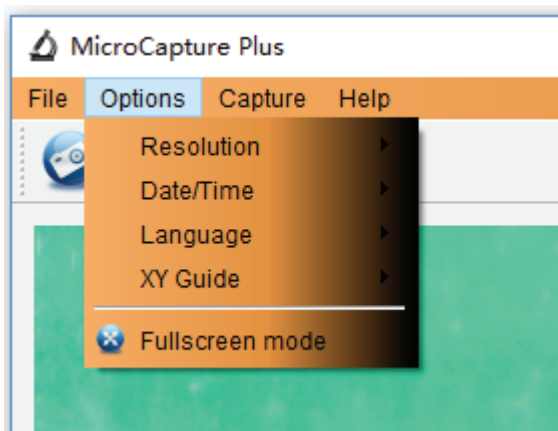 MicroCapture Plus
File Options Capture Help
Resolution
Date/Time
Language
XY Guide
Fullscreen mode